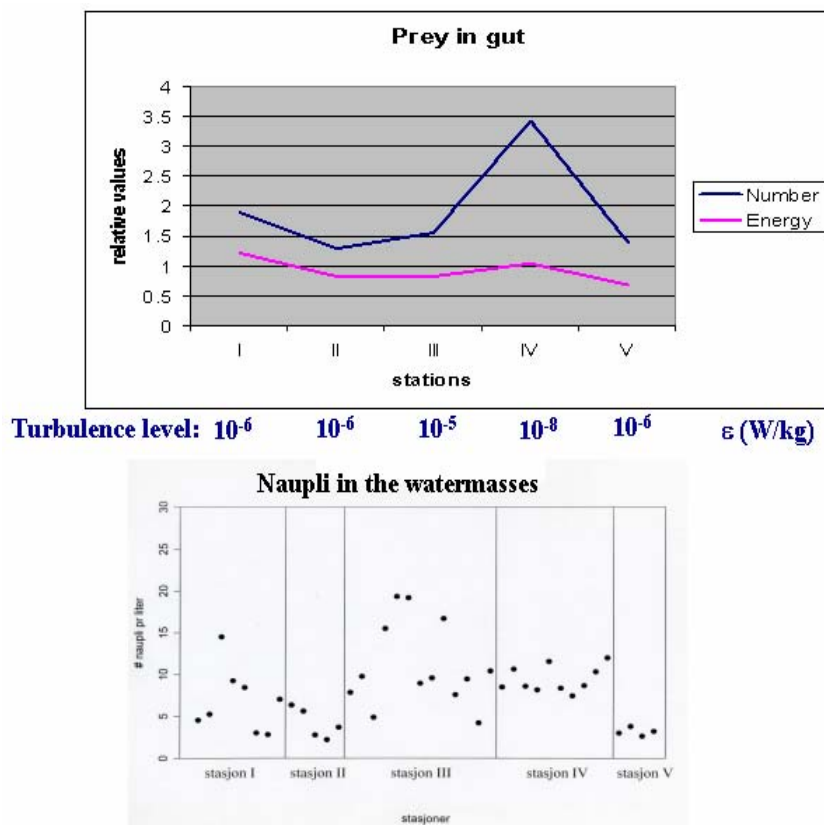 Prey in gut
4
3.5
3
2.5
2
1.5
1
0.5
0
relative values
I II III IV V
stations
Number
Energy
Turbulence level: 10⁻⁶ 10⁻⁶ 10⁻⁵ 10⁻⁸ 10⁻⁶ ε (W/kg)
Naupli in the watermasses
30
25
20
15
10
5
0
# naupli pr liter
stasjon I stasjon II stasjon III stasjon IV stasjon V
stasjoner